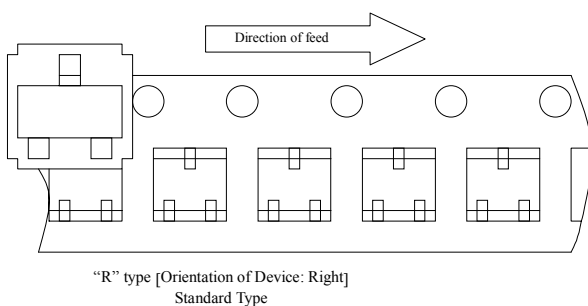 Direction of feed
“R” type [Orientation of Device: Right]
Standard Type